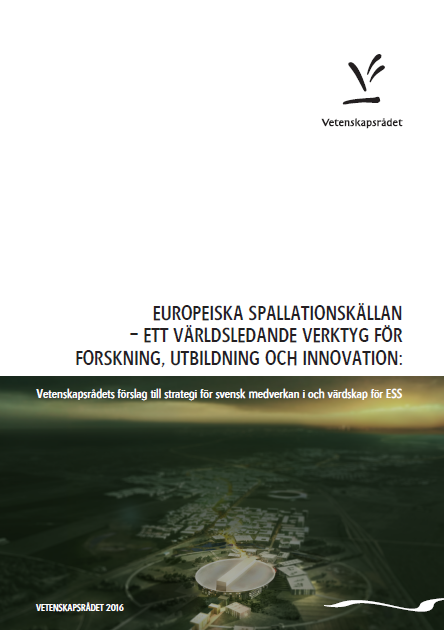 Vetenskapsrådet
EUROPEISKA SPALLATIONSKÄLLAN
– ETT VÄRLDSLEDANDE VERKTYG FÖR
FORSKNING, UTBILDNING OCH INNOVATION:
Vetenskapsrådets förslag till strategi för svensk medverkan i och värdskap för ESS
VETENSKAPSRÅDET 2016